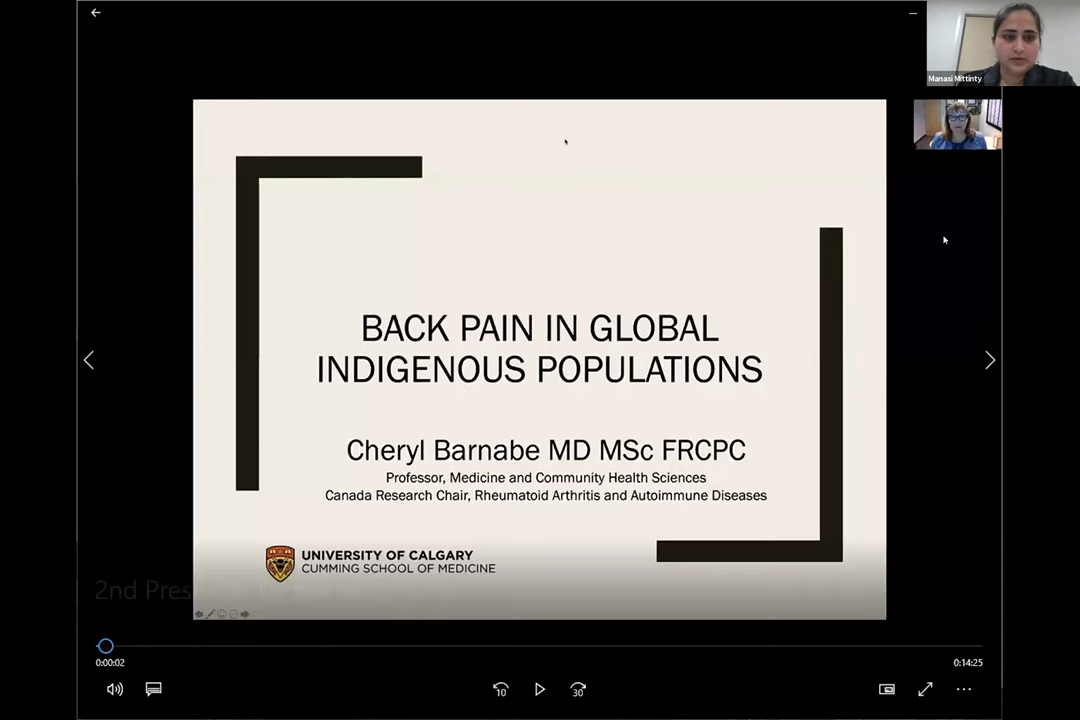 Manasi Mittinty
BACK PAIN IN GLOBAL
INDIGENOUS POPULATIONS
Cheryl Barnabe MD MSc FRCPC
Professor, Medicine and Community Health Sciences
Canada Research Chair, Rheumatoid Arthritis and Autoimmune Diseases
UNIVERSITY OF CALGARY
CUMMING SCHOOL OF MEDICINE
2nd
0:00:02
0:14:25
10
30